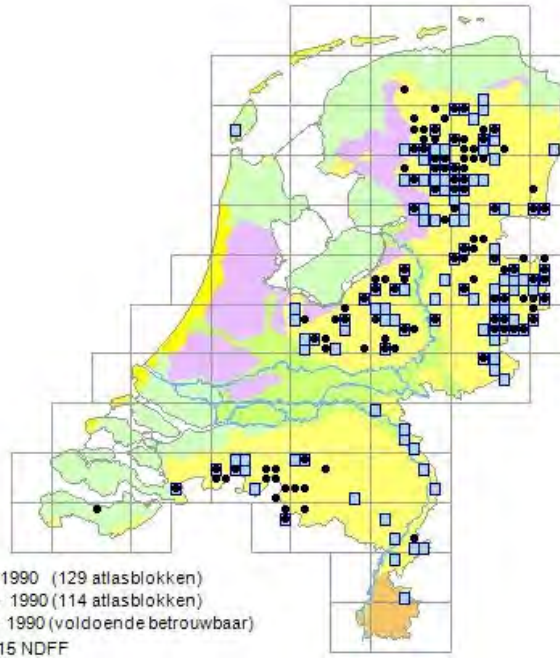 1990 (129 atlasblokken)
1990 (114 atlasblokken)
1990 (voldoende betrouwbaar)
15 NDFF